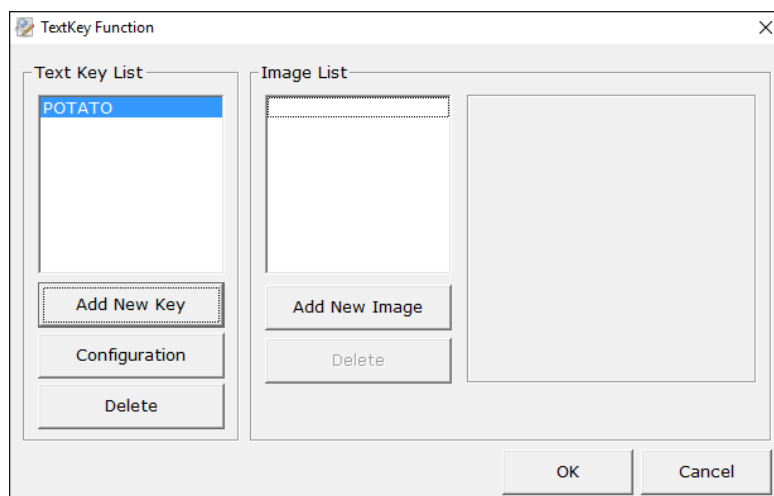 TextKey Function
Text Key List
POTATO
Add New Key
Configuration
Delete
Image List
Add New Image
Delete
OK
Cancel